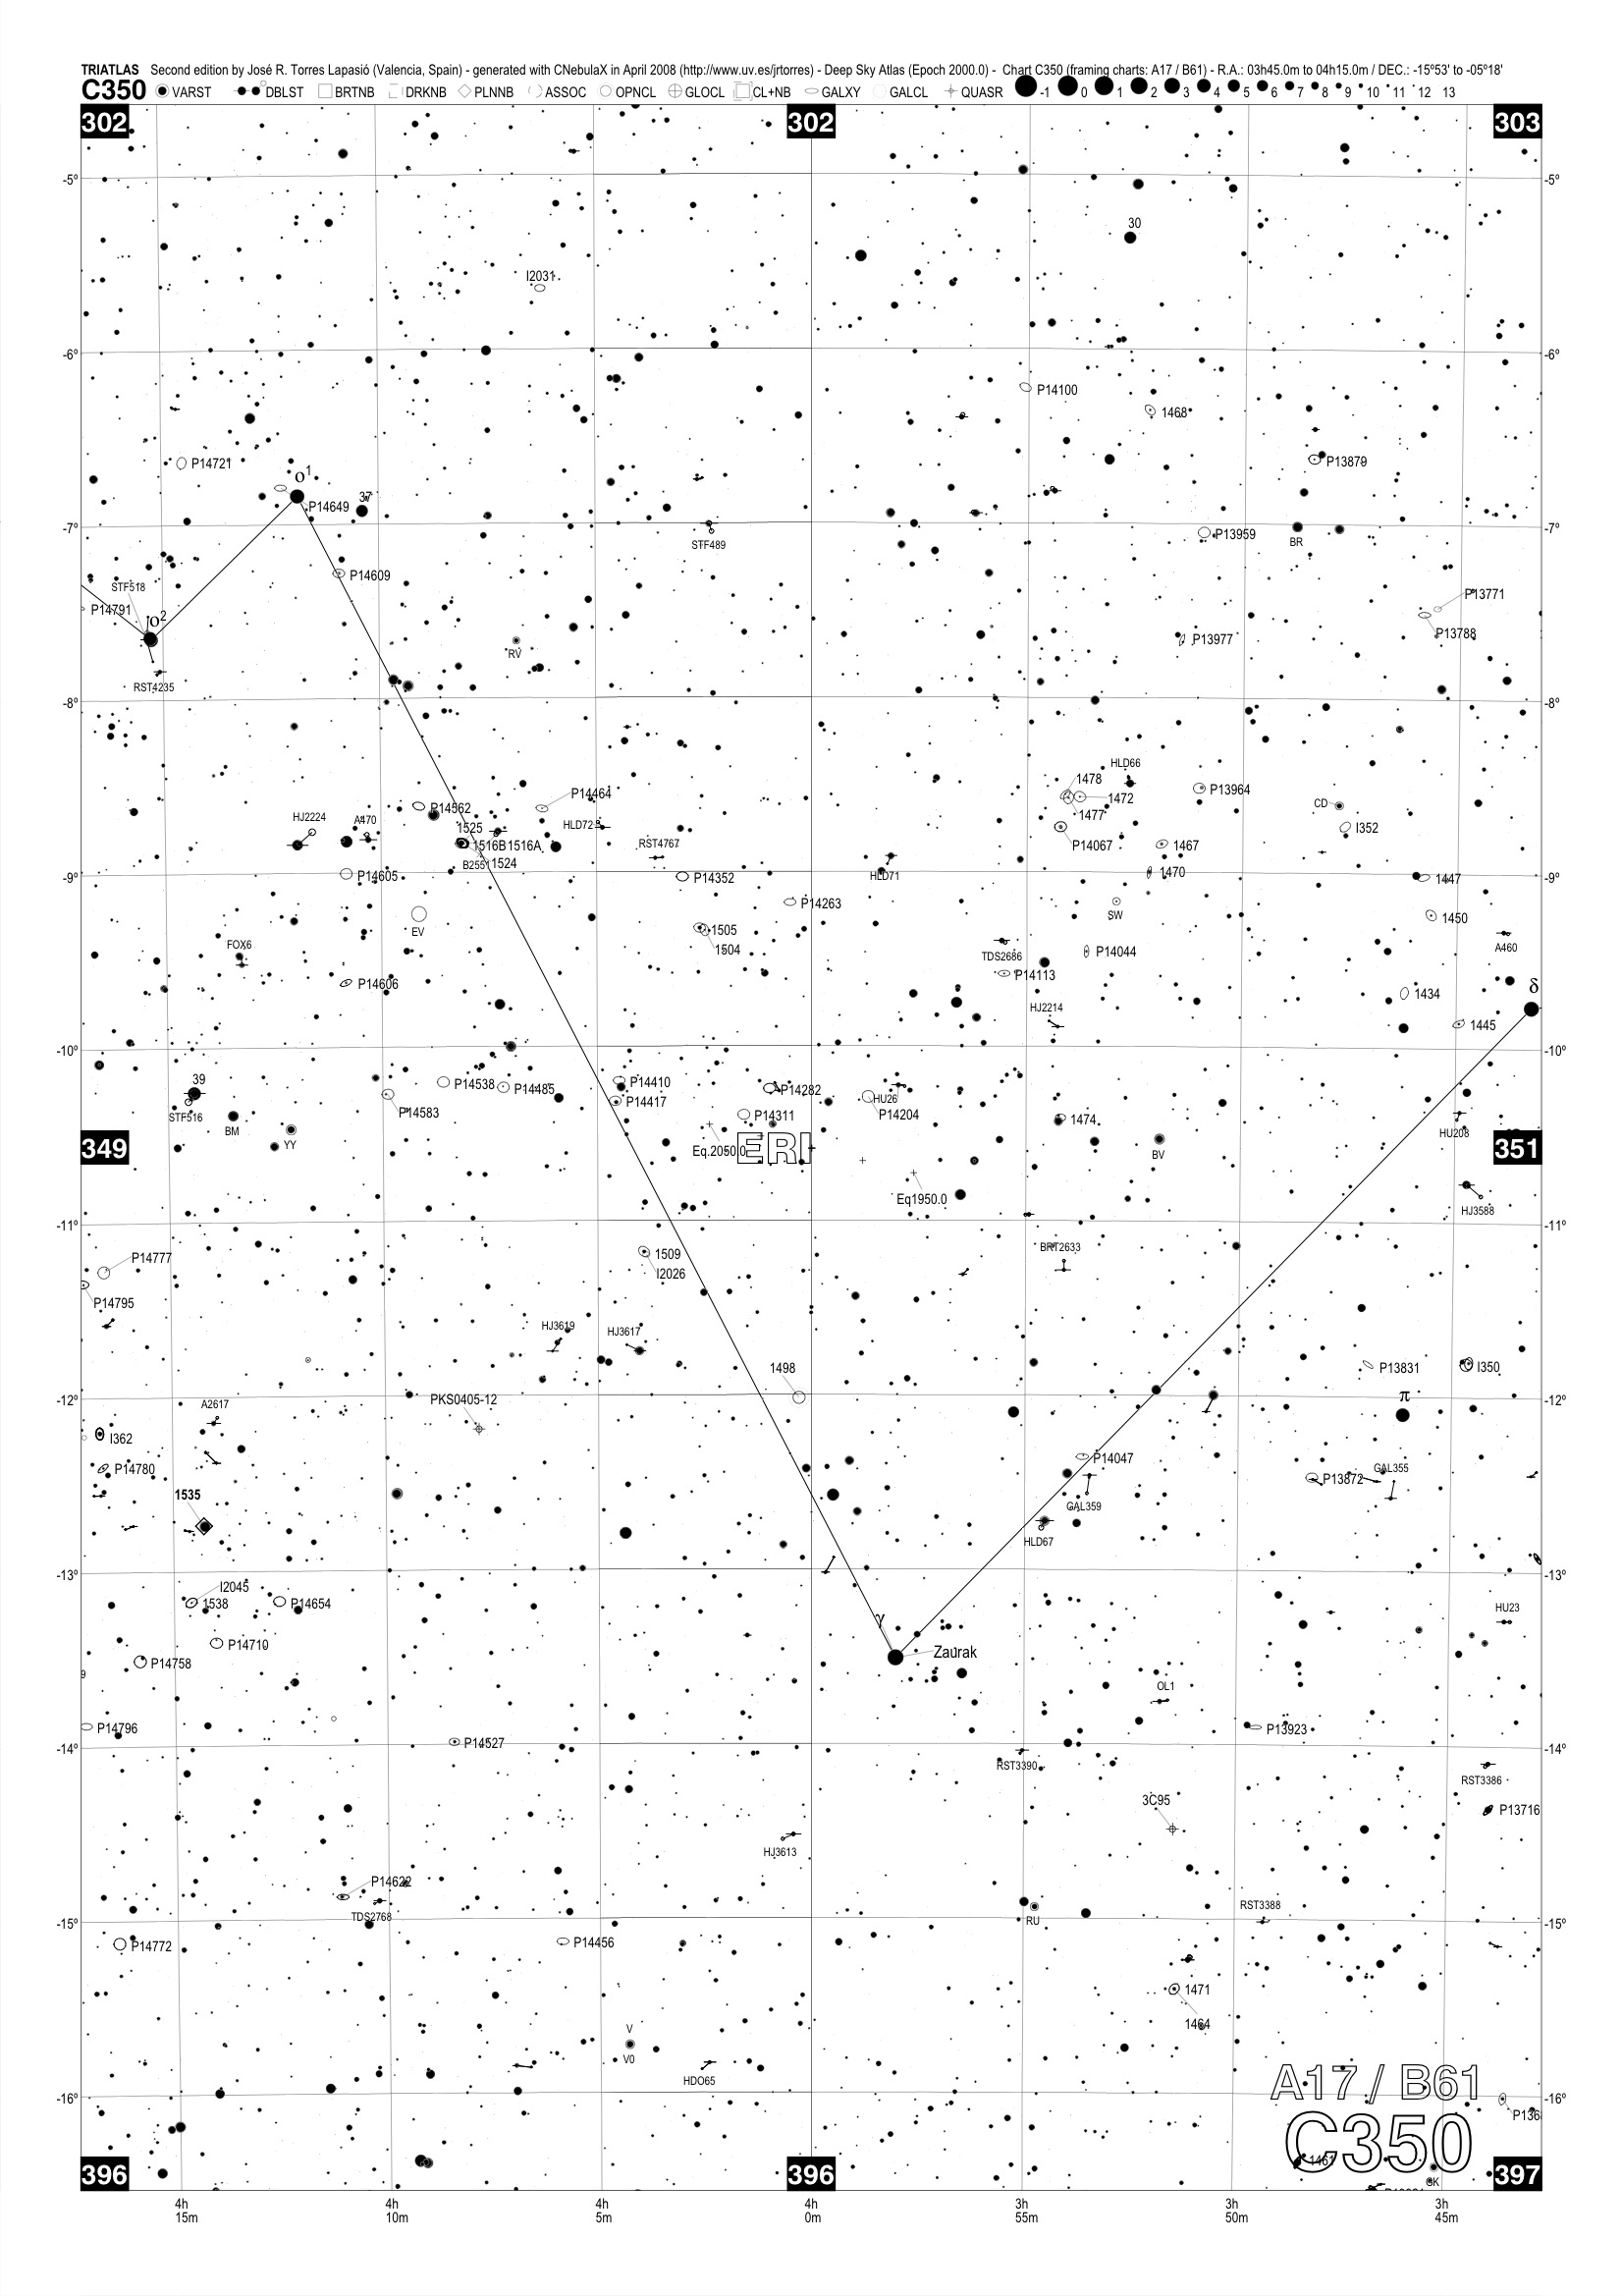 TRIATLAS Second edition by José R. Torres Lapasió (Valencia, Spain) - generated with CNebulaX in April 2008 (http://www.uv.es/jrtorres) - Deep Sky Atlas (Epoch 2000.0) - Chart C350 (framing charts: A17 / B61) - R.A.: 03h45.0m to 04h15.0m / DEC.: -15º53' to -05º18'
C350 VARST DBLST BRTNB DRKNB PLNNB ASSOC OPNCL GLOCL CL+NB GALXY GALCL QUASR -1 0 1 2 3 4 5 6 7 8 9 10 11 12 13
302 302 303
-5º -5º
30
I2031
-6º -6º
P14100
1468
P14721 P13879
ο1
P14649 37
-7º -7º
P13959 BR
STF489
P14609
STF518
P13771
P14791
ο2
P13788
P13977
RV
RST4235
-8º -8º
HLD66
1478
P14464 1472 P13964
P14562 CD
HJ2224 A470 1525 HLD72 1477 I352
1516B 1516A RST4767 P14067 1467
B2551 1524
-9º P14605 P14352 HLD71 1470 1447 -9º
P14263
EV SW 1450
1505
FOX6 1504 TDS2686 P14044 A460
P14606 P14113
δ
1434
HJ2214
1445
-10º -10º
39 P14538 P14485 P14410 P14282
P14583 P14417 HU26
STF516 P14311 P14204 1474
BM YY HU208
349 Eq.2050.0 ERI BV 351
Eq1950.0
HJ3588
-11º -11º
P14777 1509 BRT2633
I2026
P14795
HJ3619 HJ3617
1498 P13831 I350
-12º PKS0405-12 π -12º
A2617
I362
P14780 P14047 GAL355
P13872
1535 GAL359
HLD67
-13º -13º
I2045
1538 P14654 HU23
γ
P14710
P14758 Zaurak
9
OL1
P14796 P13923
-14º P14527 -14º
RST3390 RST3386
3C95 P13716
HJ3613
P14622
TDS2768 RST3388
-15º RU -15º
P14772 P14456
1471
1464
V
V0
HDO65
A17 / B61
-16º -16º
P136
C350
396 396 1461 397
GK
4h 4h 4h 4h 3h 3h 3h
15m 10m 5m 0m 55m 50m 45m